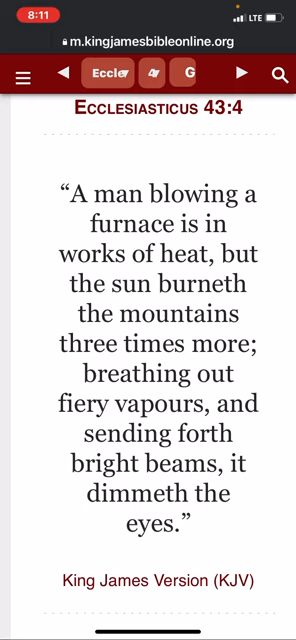 8:11
LTE
m.kingjamesbibleonline.org
Eccle
4
G
ECCLESIASTICUS 43:4
“A man blowing a
furnace is in
works of heat, but
the sun burneth
the mountains
three times more;
breathing out
fiery vapours, and
sending forth
bright beams, it
dimmeth the
eyes.”
King James Version (KJV)